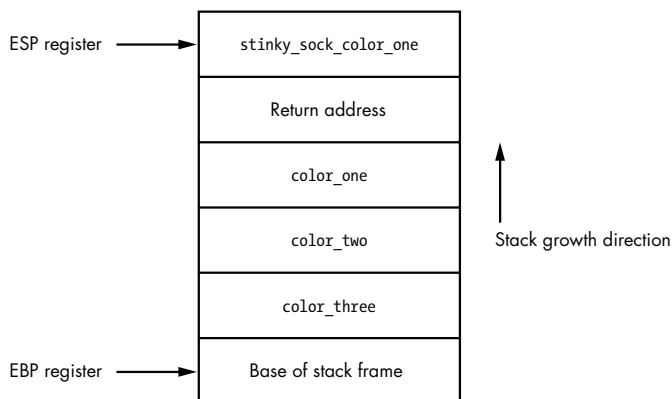 ESP register
stinky_sock_color_one
Return address
color_one
color_two
Stack growth direction
color_three
EBP register
Base of stack frame